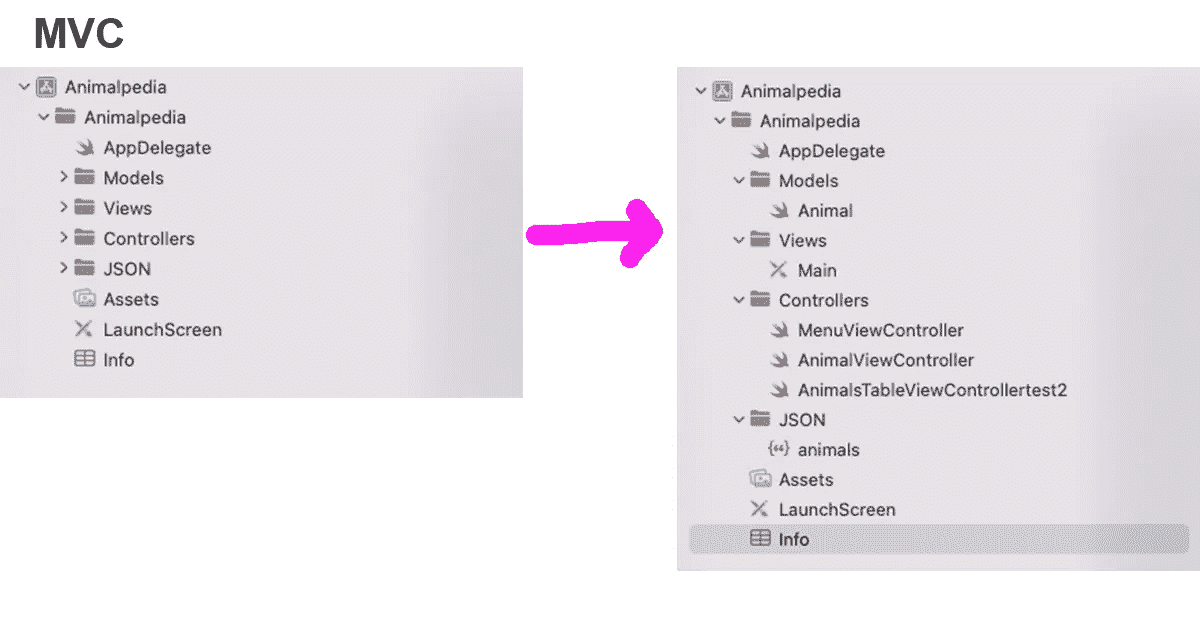 MVC
Animalpedia
Animalpedia
AppDelegate
Models
Views
Controllers
JSON
Assets
LaunchScreen
Info
Animalpedia
Animalpedia
AppDelegate
Models
Animal
Views
Main
Controllers
MenuViewController
AnimalViewController
AnimalsTableViewControllertest2
JSON
animals
Assets
LaunchScreen
Info